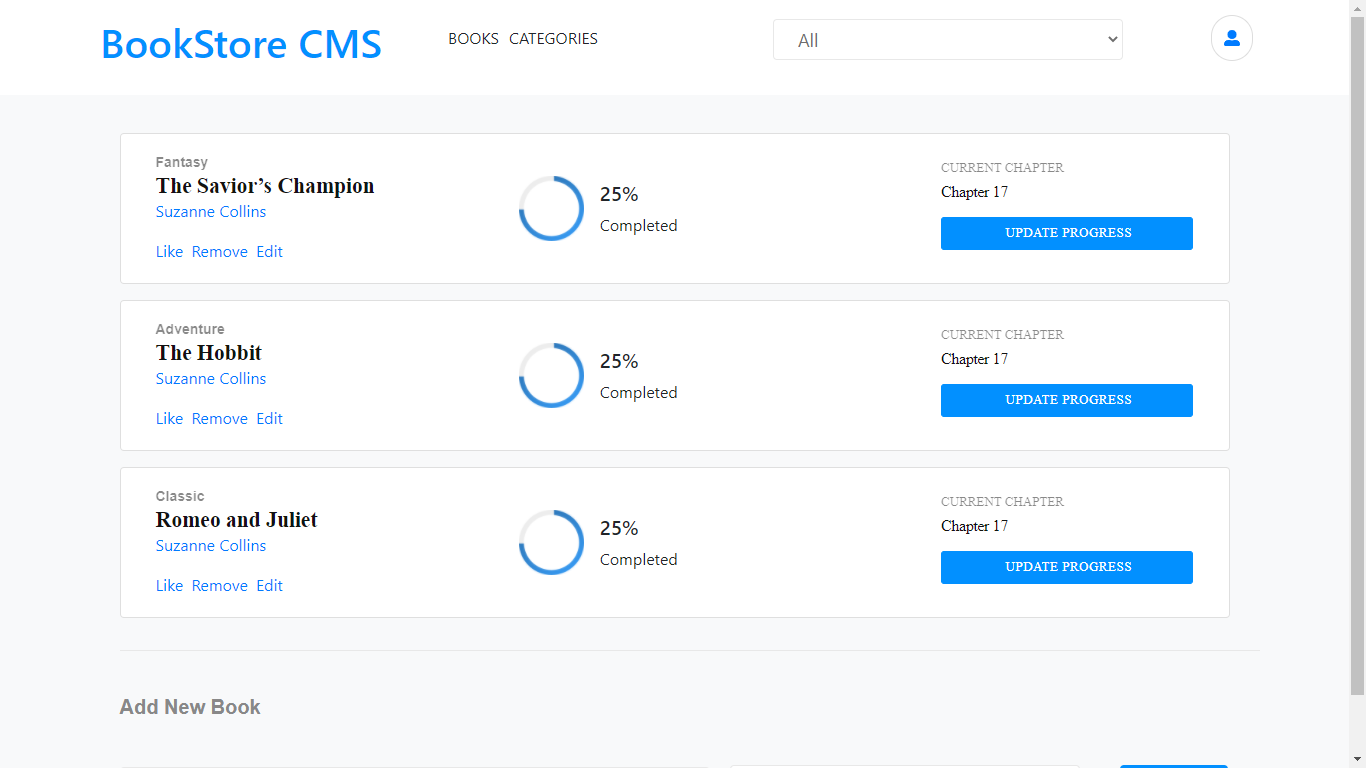 BookStore CMS
BOOKS CATEGORIES
All
Fantasy
The Savior’s Champion
Suzanne Collins
Like Remove Edit
25%
Completed
CURRENT CHAPTER
Chapter 17
UPDATE PROGRESS
Adventure
The Hobbit
Suzanne Collins
Like Remove Edit
25%
Completed
CURRENT CHAPTER
Chapter 17
UPDATE PROGRESS
Classic
Romeo and Juliet
Suzanne Collins
Like Remove Edit
25%
Completed
CURRENT CHAPTER
Chapter 17
UPDATE PROGRESS
Add New Book